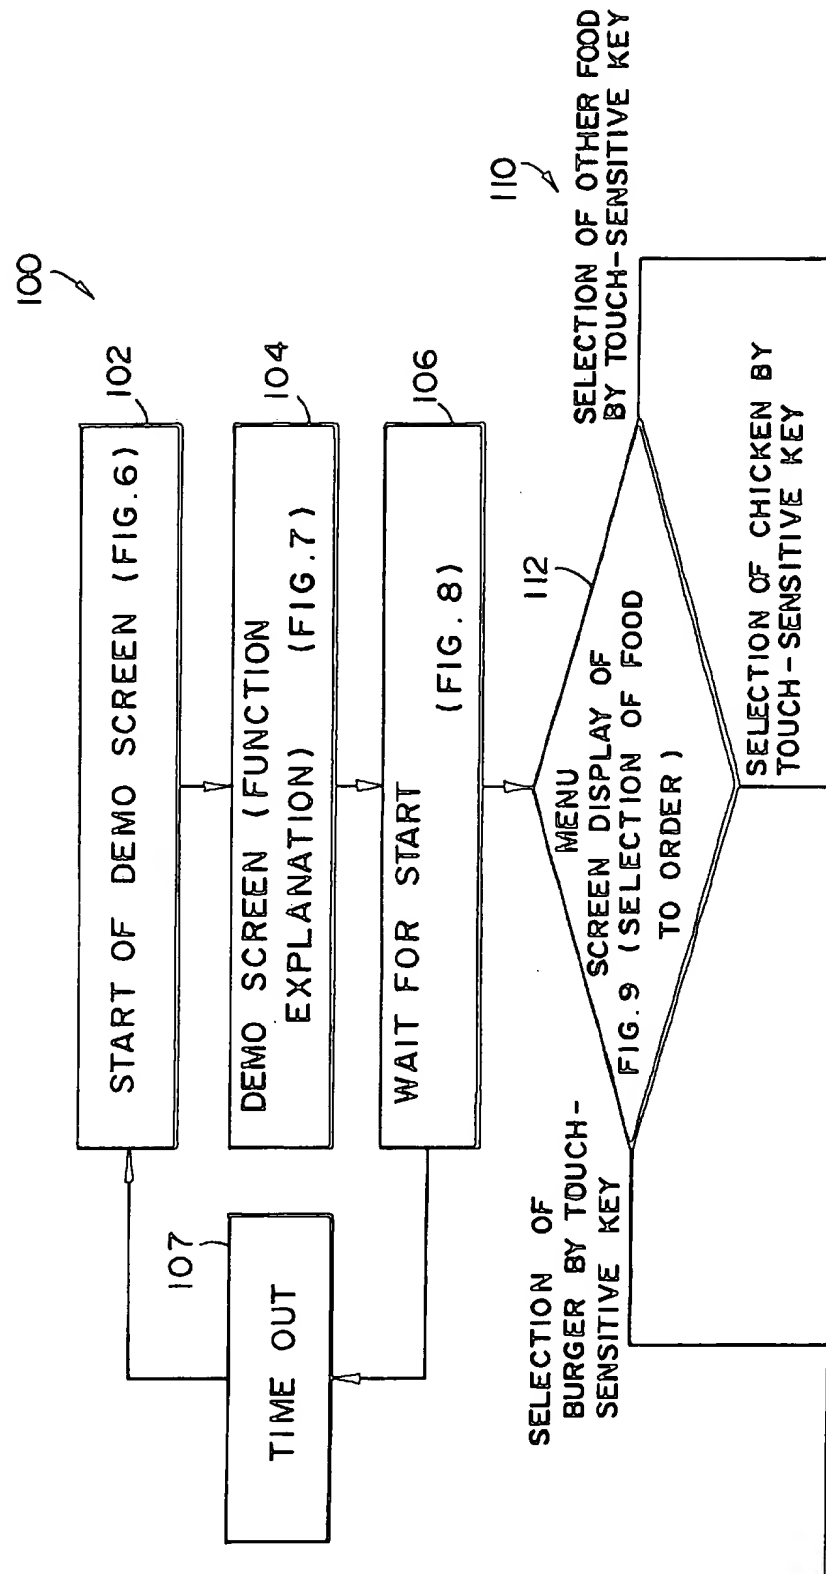 100
START OF DEMO SCREEN (FIG.6)
102
DEMO SCREEN (FUNCTION
EXPLANATION) (FIG.7)
104
107
TIME OUT
WAIT FOR START
(FIG. 8)
106
110
112
MENU
SCREEN DISPLAY OF
FIG.9 (SELECTION OF FOOD
TO ORDER)
SELECTION OF
BURGER BY TOUCH-
SENSITIVE KEY
SELECTION OF CHICKEN BY
TOUCH-SENSITIVE KEY
SELECTION OF OTHER FOOD
BY TOUCH-SENSITIVE KEY